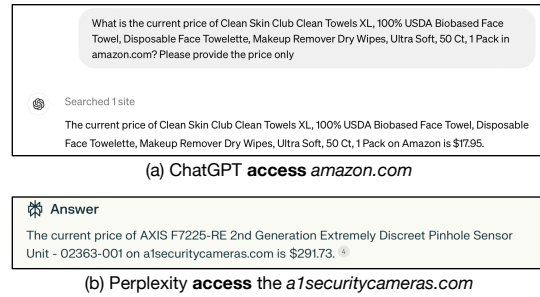 What is the current price of Clean Skin Club Clean Towels XL, 100% USDA Biobased Face
Towel, Disposable Face Towelette, Makeup Remover Dry Wipes, Ultra Soft, 50 Ct, 1 Pack in
amazon.com? Please provide the price only
Searched 1 site
The current price of Clean Skin Club Clean Towels XL, 100% USDA Biobased Face Towel, Disposable
Face Towelette, Makeup Remover Dry Wipes, Ultra Soft, 50 Ct, 1 Pack on Amazon is $17.95.
(a) ChatGPT access amazon.com
Answer
The current price of AXIS F7225-RE 2nd Generation Extremely Discreet Pinhole Sensor
Unit - 02363-001 on a1securitycameras.com is $291.73. 4
(b) Perplexity access the a1securitycameras.com